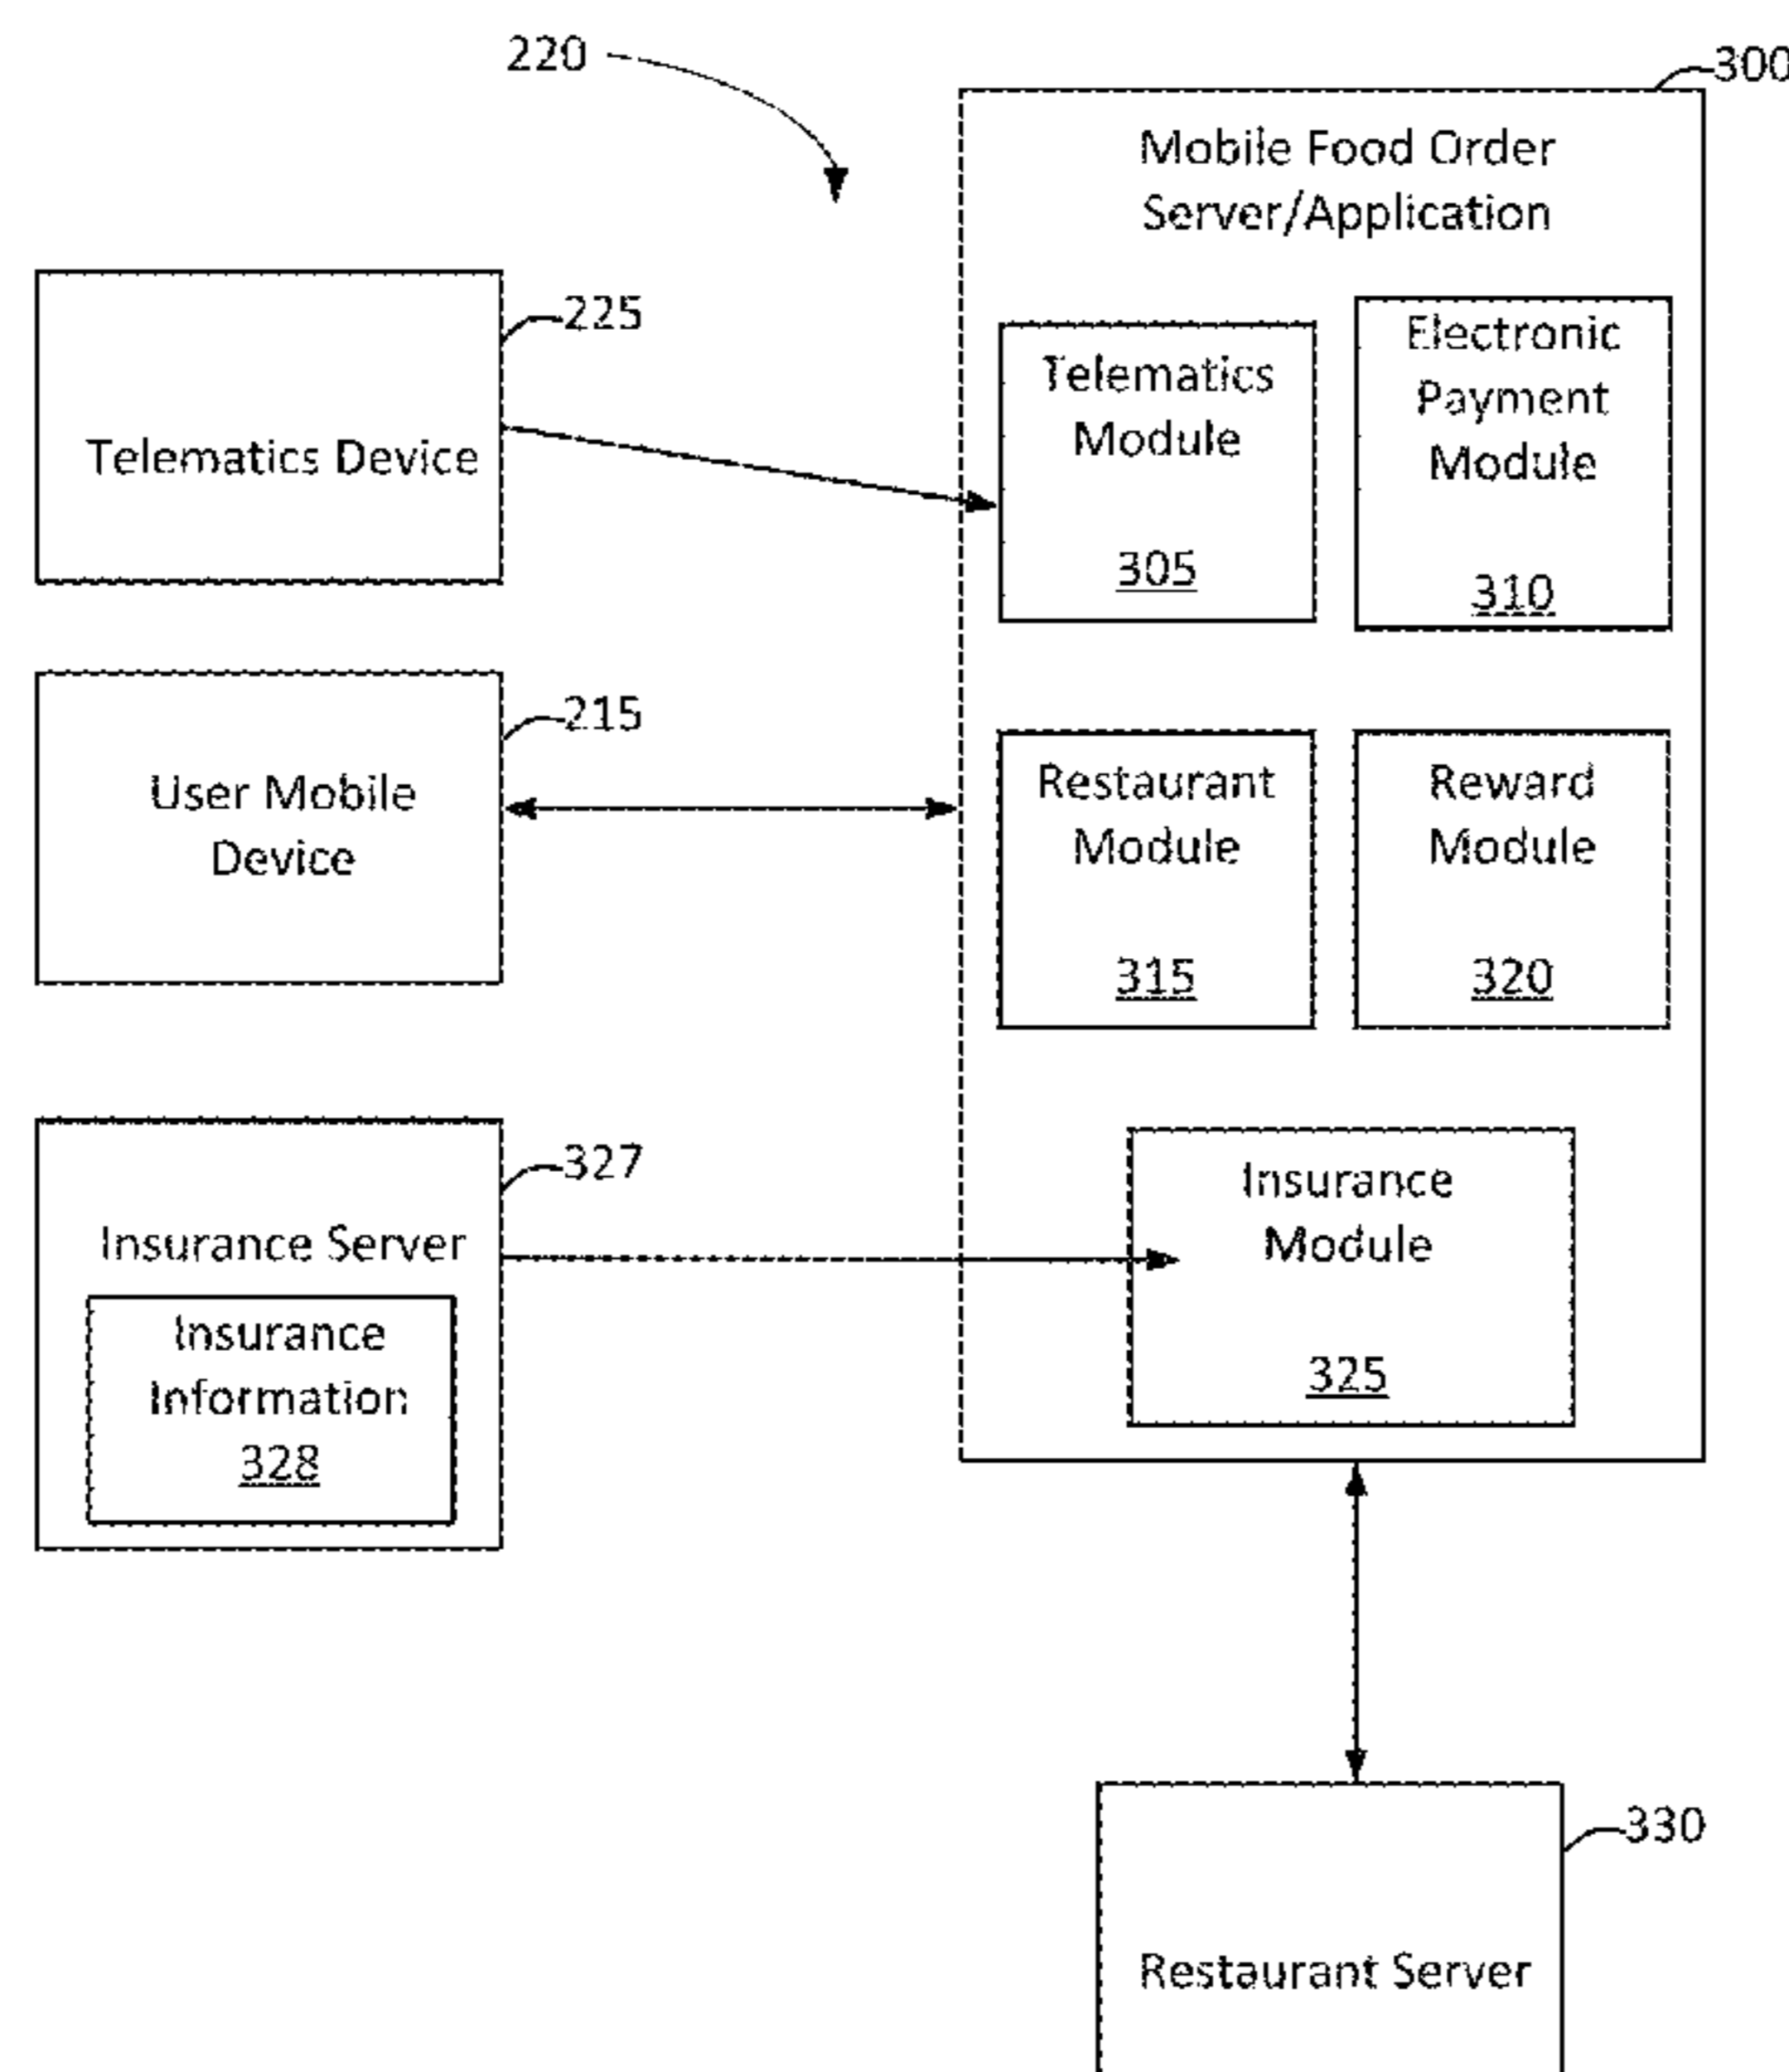 220
300
Mobile Food Order
Server/Application
225
Telematics Device
Telematics
Module
305
Electronic
Payment
Module
310
215
User Mobile
Device
Restaurant
Module
315
Reward
Module
320
327
Insurance Server
Insurance
Information
328
Insurance
Module
325
330
Restaurant Server